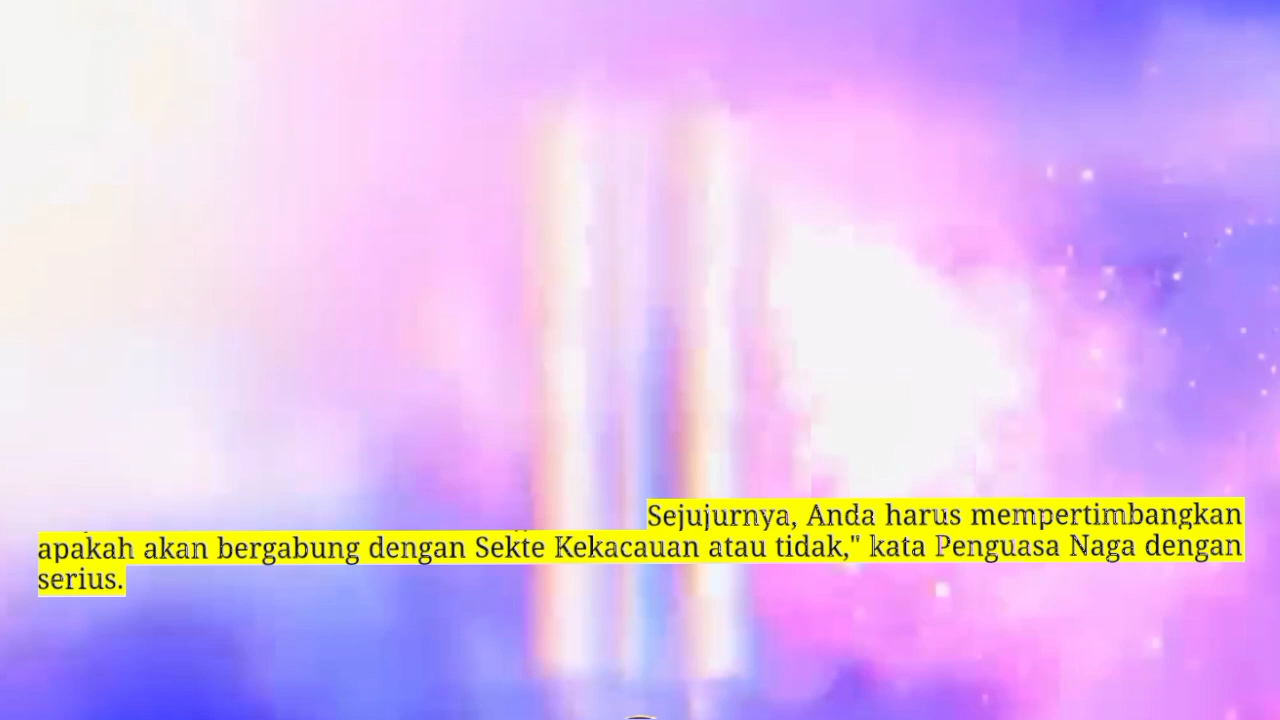 Sejujurnya, Anda harus mempertimbangkan
apakah akan bergabung dengan Sekte Kekacauan atau tidak," kata Penguasa Naga dengan
serius.